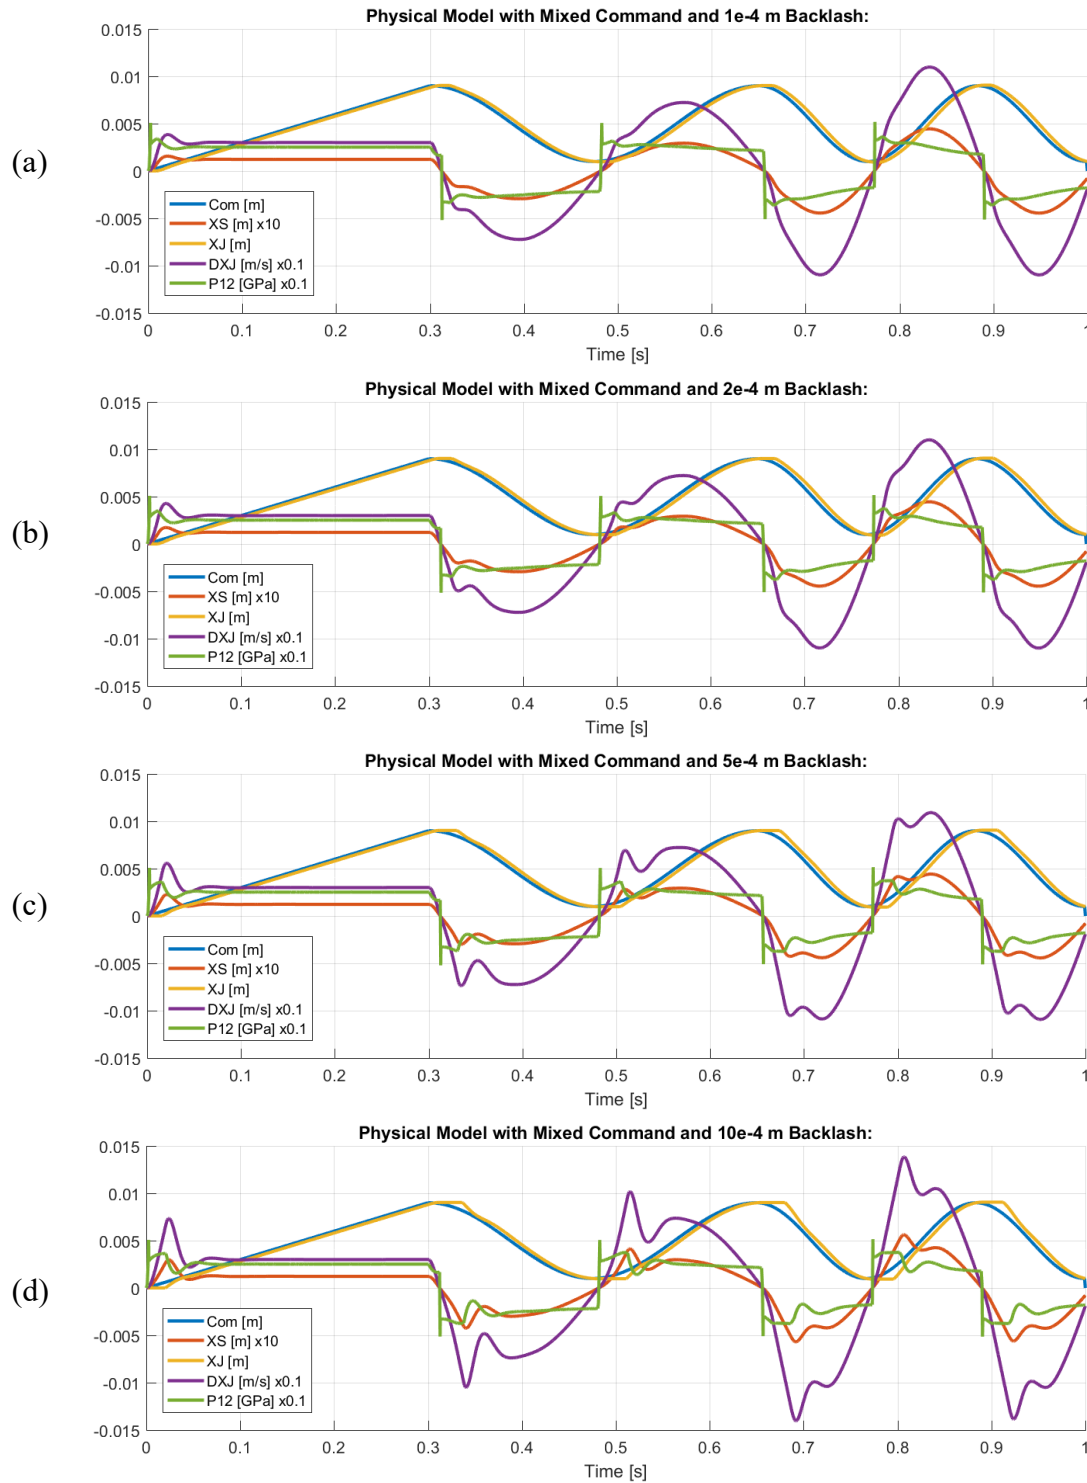 Physical Model with Mixed Command and 1e-4 m Backlash:
0.015
0.01
0.005
(a)
0
-0.005
-0.01
-0.015
Com [m]
XS [m] x10
XJ [m]
DXJ [m/s] x0.1
P12 [GPa] x0.1
0 0.1 0.2 0.3 0.4 0.5 0.6 0.7 0.8 0.9 1
Time [s]
Physical Model with Mixed Command and 2e-4 m Backlash:
0.015
0.01
0.005
(b)
0
-0.005
-0.01
-0.015
Com [m]
XS [m] x10
XJ [m]
DXJ [m/s] x0.1
P12 [GPa] x0.1
0 0.1 0.2 0.3 0.4 0.5 0.6 0.7 0.8 0.9 1
Time [s]
Physical Model with Mixed Command and 5e-4 m Backlash:
0.015
0.01
0.005
(c)
0
-0.005
-0.01
-0.015
Com [m]
XS [m] x10
XJ [m]
DXJ [m/s] x0.1
P12 [GPa] x0.1
0 0.1 0.2 0.3 0.4 0.5 0.6 0.7 0.8 0.9 1
Time [s]
Physical Model with Mixed Command and 10e-4 m Backlash:
0.015
0.01
0.005
(d)
0
-0.005
-0.01
-0.015
Com [m]
XS [m] x10
XJ [m]
DXJ [m/s] x0.1
P12 [GPa] x0.1
0 0.1 0.2 0.3 0.4 0.5 0.6 0.7 0.8 0.9 1
Time [s]